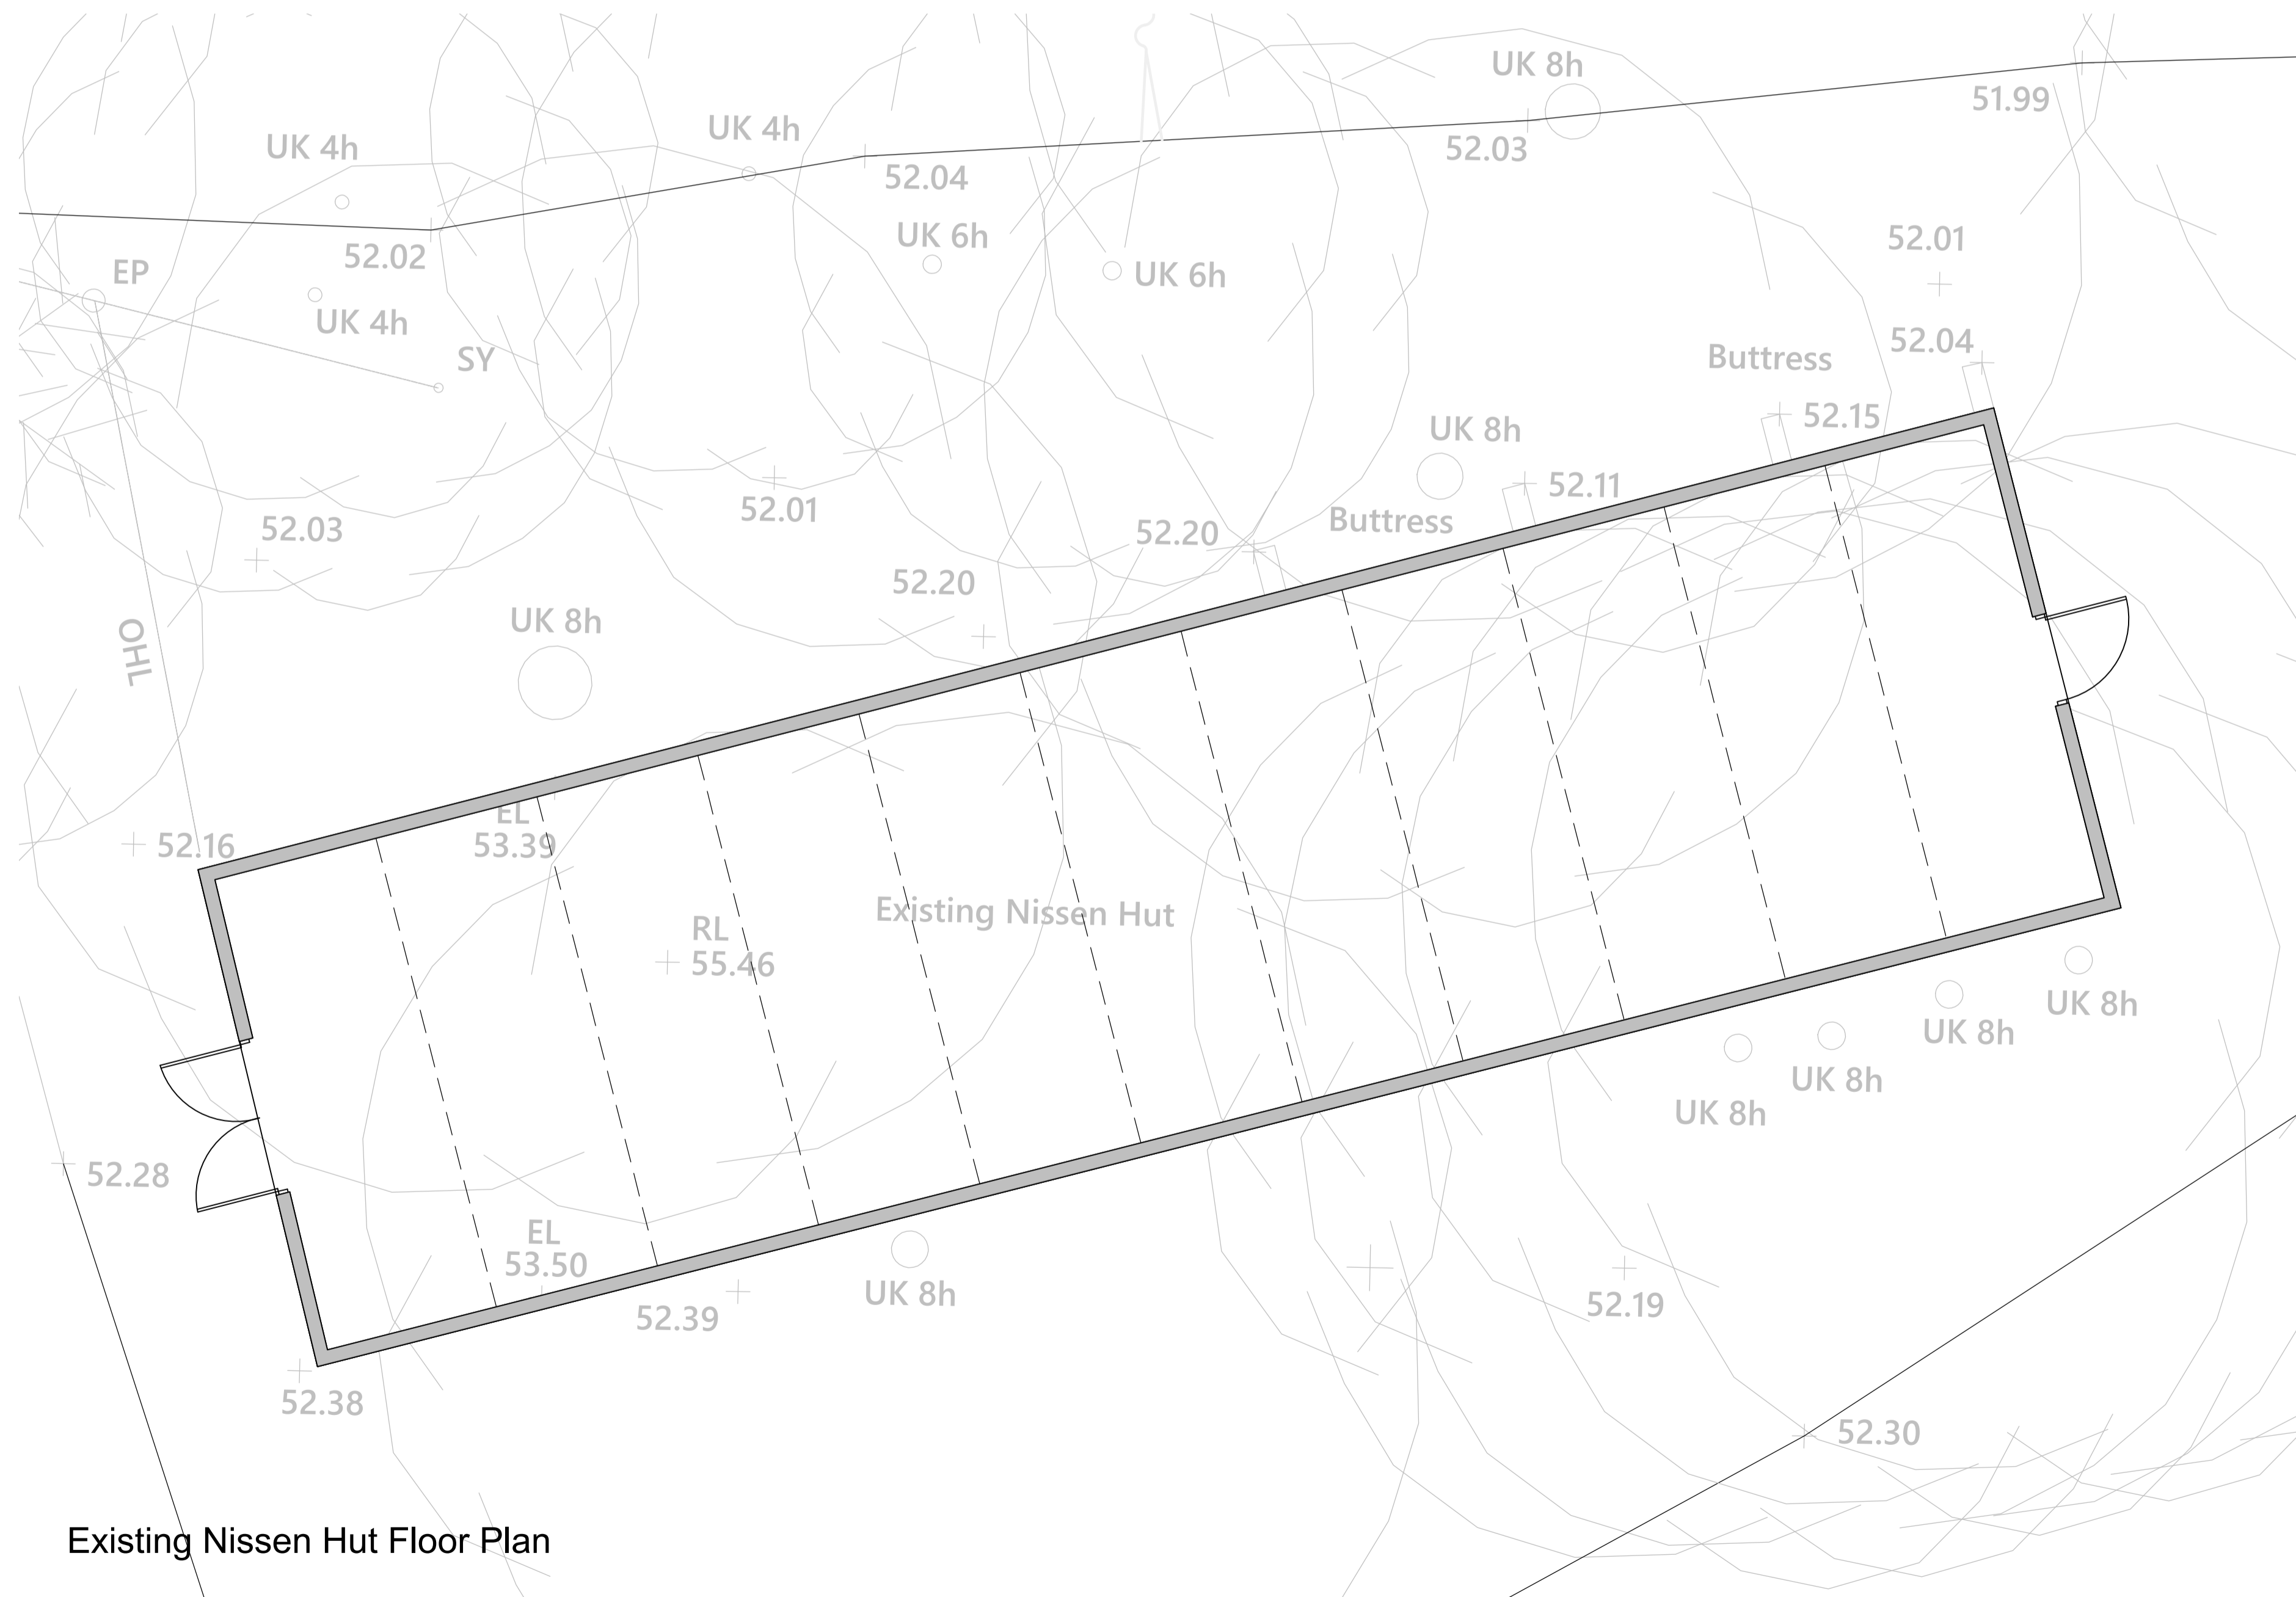 UK 8h
51.99
UK 4h
UK 4h
52.03
52.04
52.02
UK 6h
52.01
EP
UK 6h
UK 4h
52.04
SY
Buttress
52.15
UK 8h
52.11
52.01
Buttress
52.03
52.20
52.20
UK 8h
OHL
EL
53.39
52.16
Existing Nissen Hut
RL
55.46
UK 8h
UK 8h
UK 8h
UK 8h
52.28
EL
53.50
UK 8h
52.39
52.19
52.38
52.30
Existing Nissen Hut Floor Plan